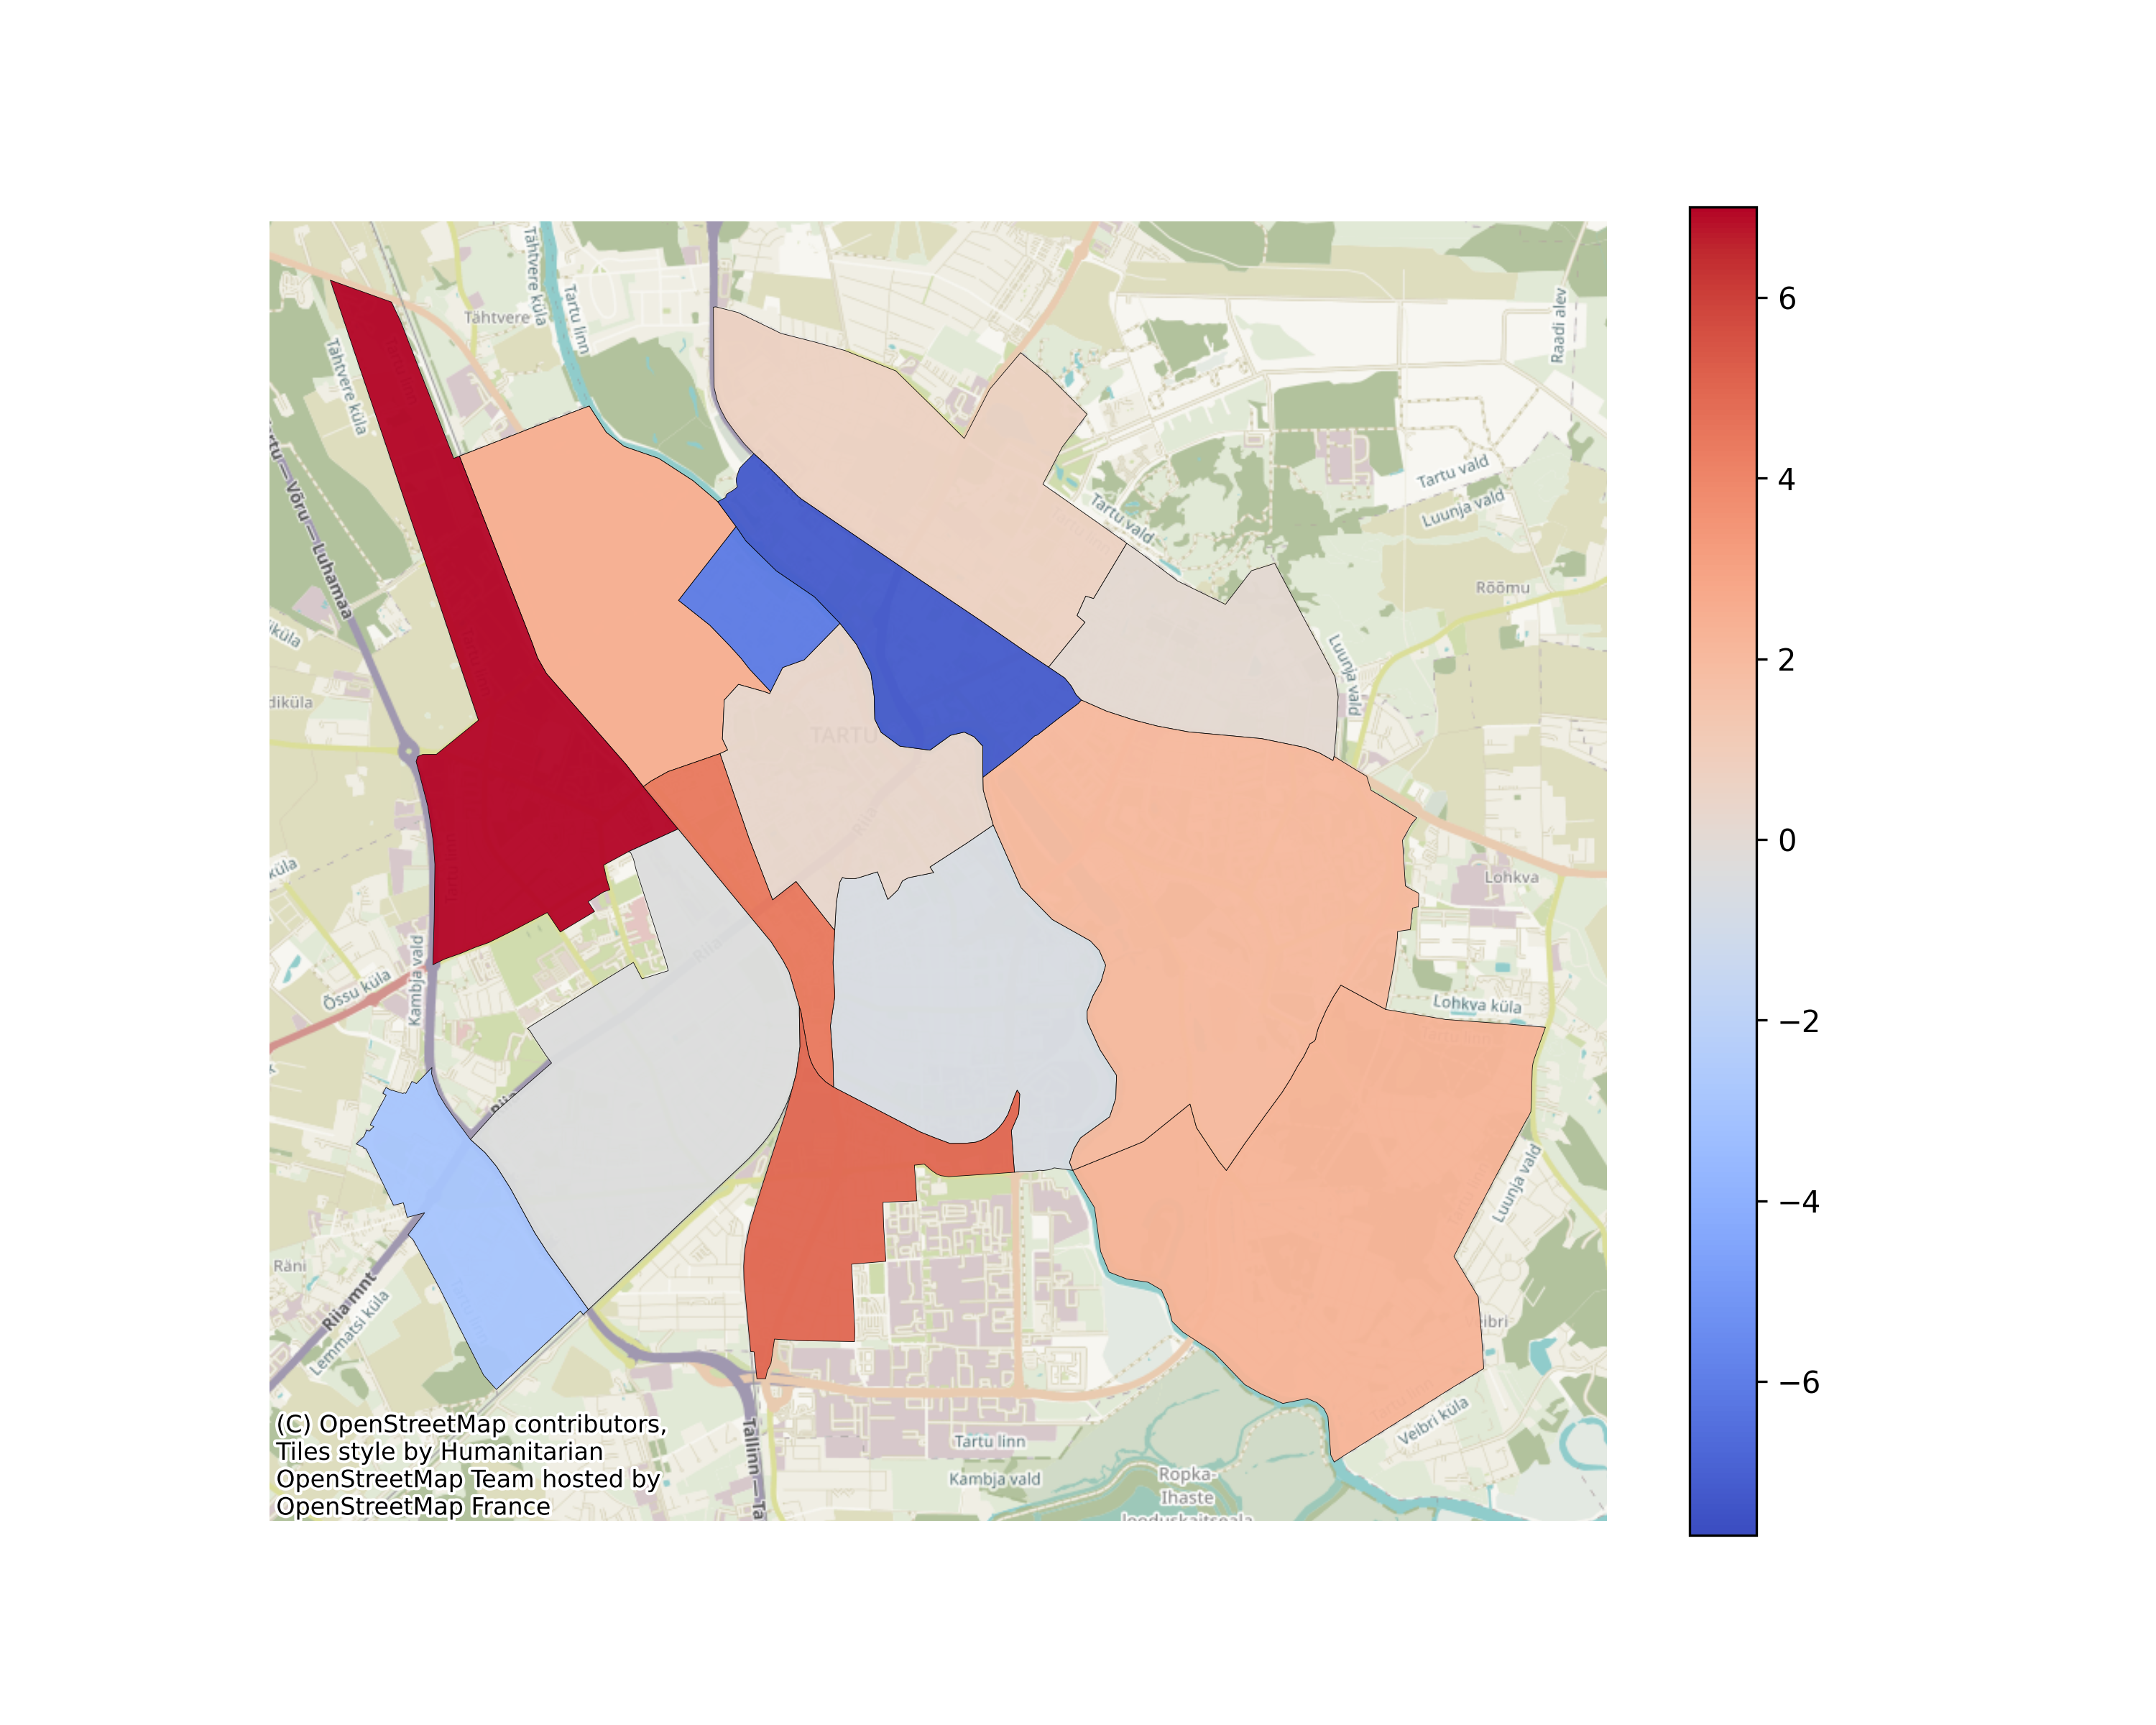 Tähtvere küla
Tartu linn
Tähtvere
Tähtvere küla
Raadi alev
Võru — Luhamaa
Tartu vald
Luunja vald
Tartu vald
Rõõmu
Luunja vald
TARTU
Riia
Lohkva
Kambja vald
Õssu küla
Riia
Lohkva küla
Luunja vald
Räni
Riia mnt
Lemmatsi küla
Veibri küla
Tartu linn
Kambja vald
Ropka-
Ihaste
Tallinn — Ta
(C) OpenStreetMap contributors,
Tiles style by Humanitarian
OpenStreetMap Team hosted by
OpenStreetMap France
6
4
2
0
−2
−4
−6